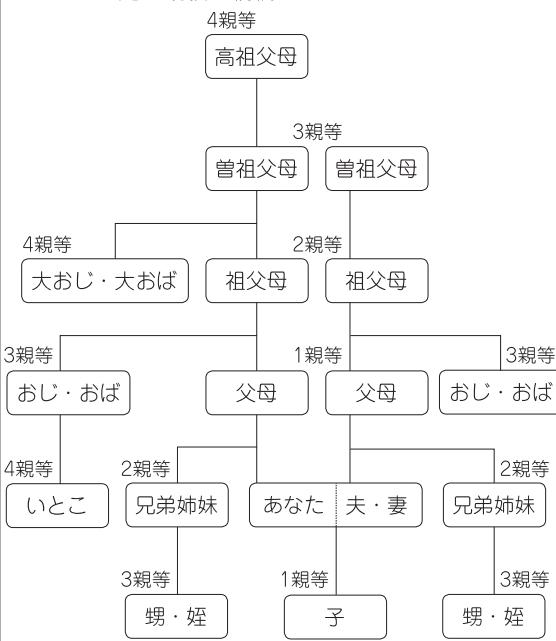 4親等
高祖父母
3親等
曽祖父母
曽祖父母
4親等
2親等
大おじ・大おば
祖父母
祖父母
3親等
1親等
3親等
おじ・おば
父母
父母
おじ・おば
4親等
2親等
2親等
いとこ
兄弟姉妹
あなた
夫・妻
兄弟姉妹
3親等
1親等
3親等
甥・姪
子
甥・姪